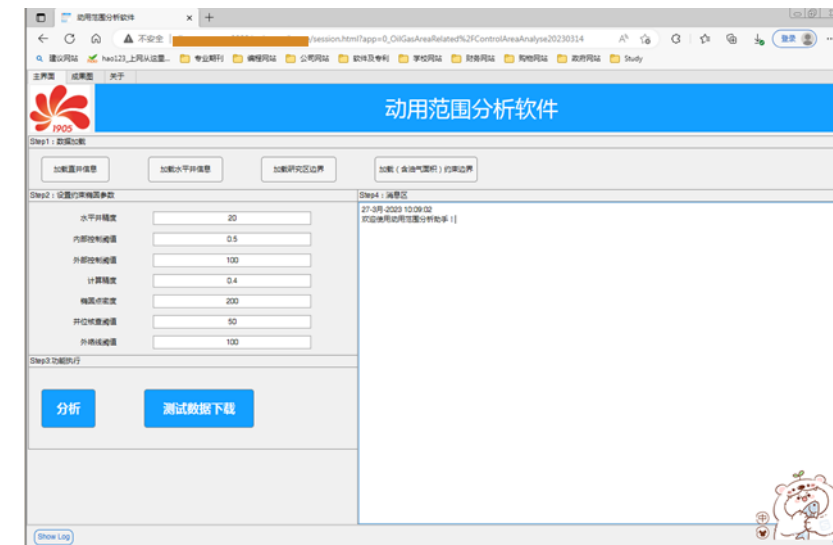 动用范围分析软件
不安全
/session.html?app=0_OilGasAreaRelated%2FControlAreaAnalyse20230314
登录
建议网站 hao123_上网从这里... 专业期刊 编程网站 公司网站 软件及专利 学校网站 财务网站 购物网站 政府网站 Study
主界面 成果图 关于
1905
动用范围分析软件
Step1：数据加载
加载直井信息 加载水平井信息 加载研究区边界 加载（含油气面积）约束边界
Step2：设置约束椭圆参数
Step4：消息区
水平井精度 20
内部控制阈值 0.5
外部控制阈值 100
计算精度 0.4
椭圆点密度 200
井位核查阈值 50
外络线阈值 100
27-3月-2023 10:09:02
欢迎使用动用范围分析助手！
Step3:功能执行
分析 测试数据下载
Show Log
中